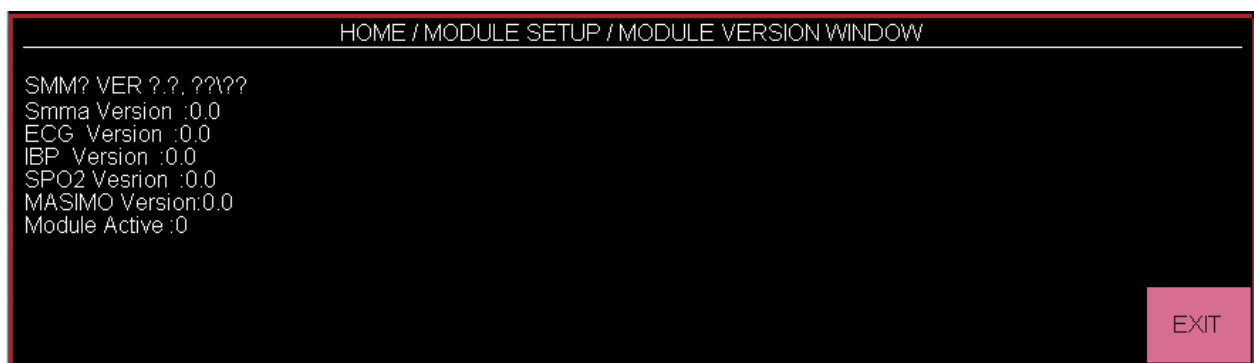 HOME / MODULE SETUP / MODULE VERSION WINDOW
SMM? VER ?.?, ??\??
Smma Version :0.0
ECG Version :0.0
IBP Version :0.0
SPO2 Vesrion :0.0
MASIMO Version:0.0
Module Active :0
EXIT